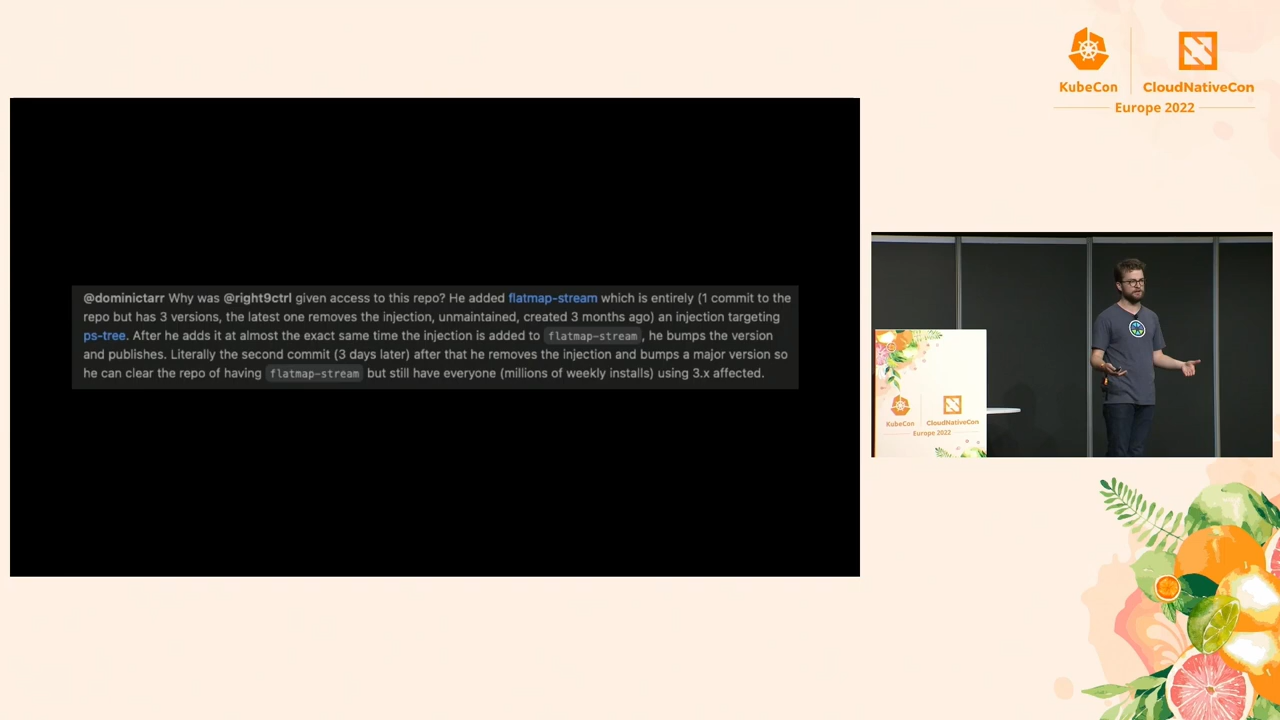 KubeCon
CloudNativeCon
Europe 2022
@dominictarr Why was @right9ctrl given access to this repo? He added flatmap-stream which is entirely (1 commit to the
repo but has 3 versions, the latest one removes the injection, unmaintained, created 3 months ago) an injection targeting
ps-tree. After he adds it at almost the exact same time the injection is added to flatmap-stream, he bumps the version
and publishes. Literally the second commit (3 days later) after that he removes the injection and bumps a major version so
he can clear the repo of having flatmap-stream but still have everyone (millions of weekly installs) using 3.x affected.
KubeCon
CloudNativeCon
Europe 2022